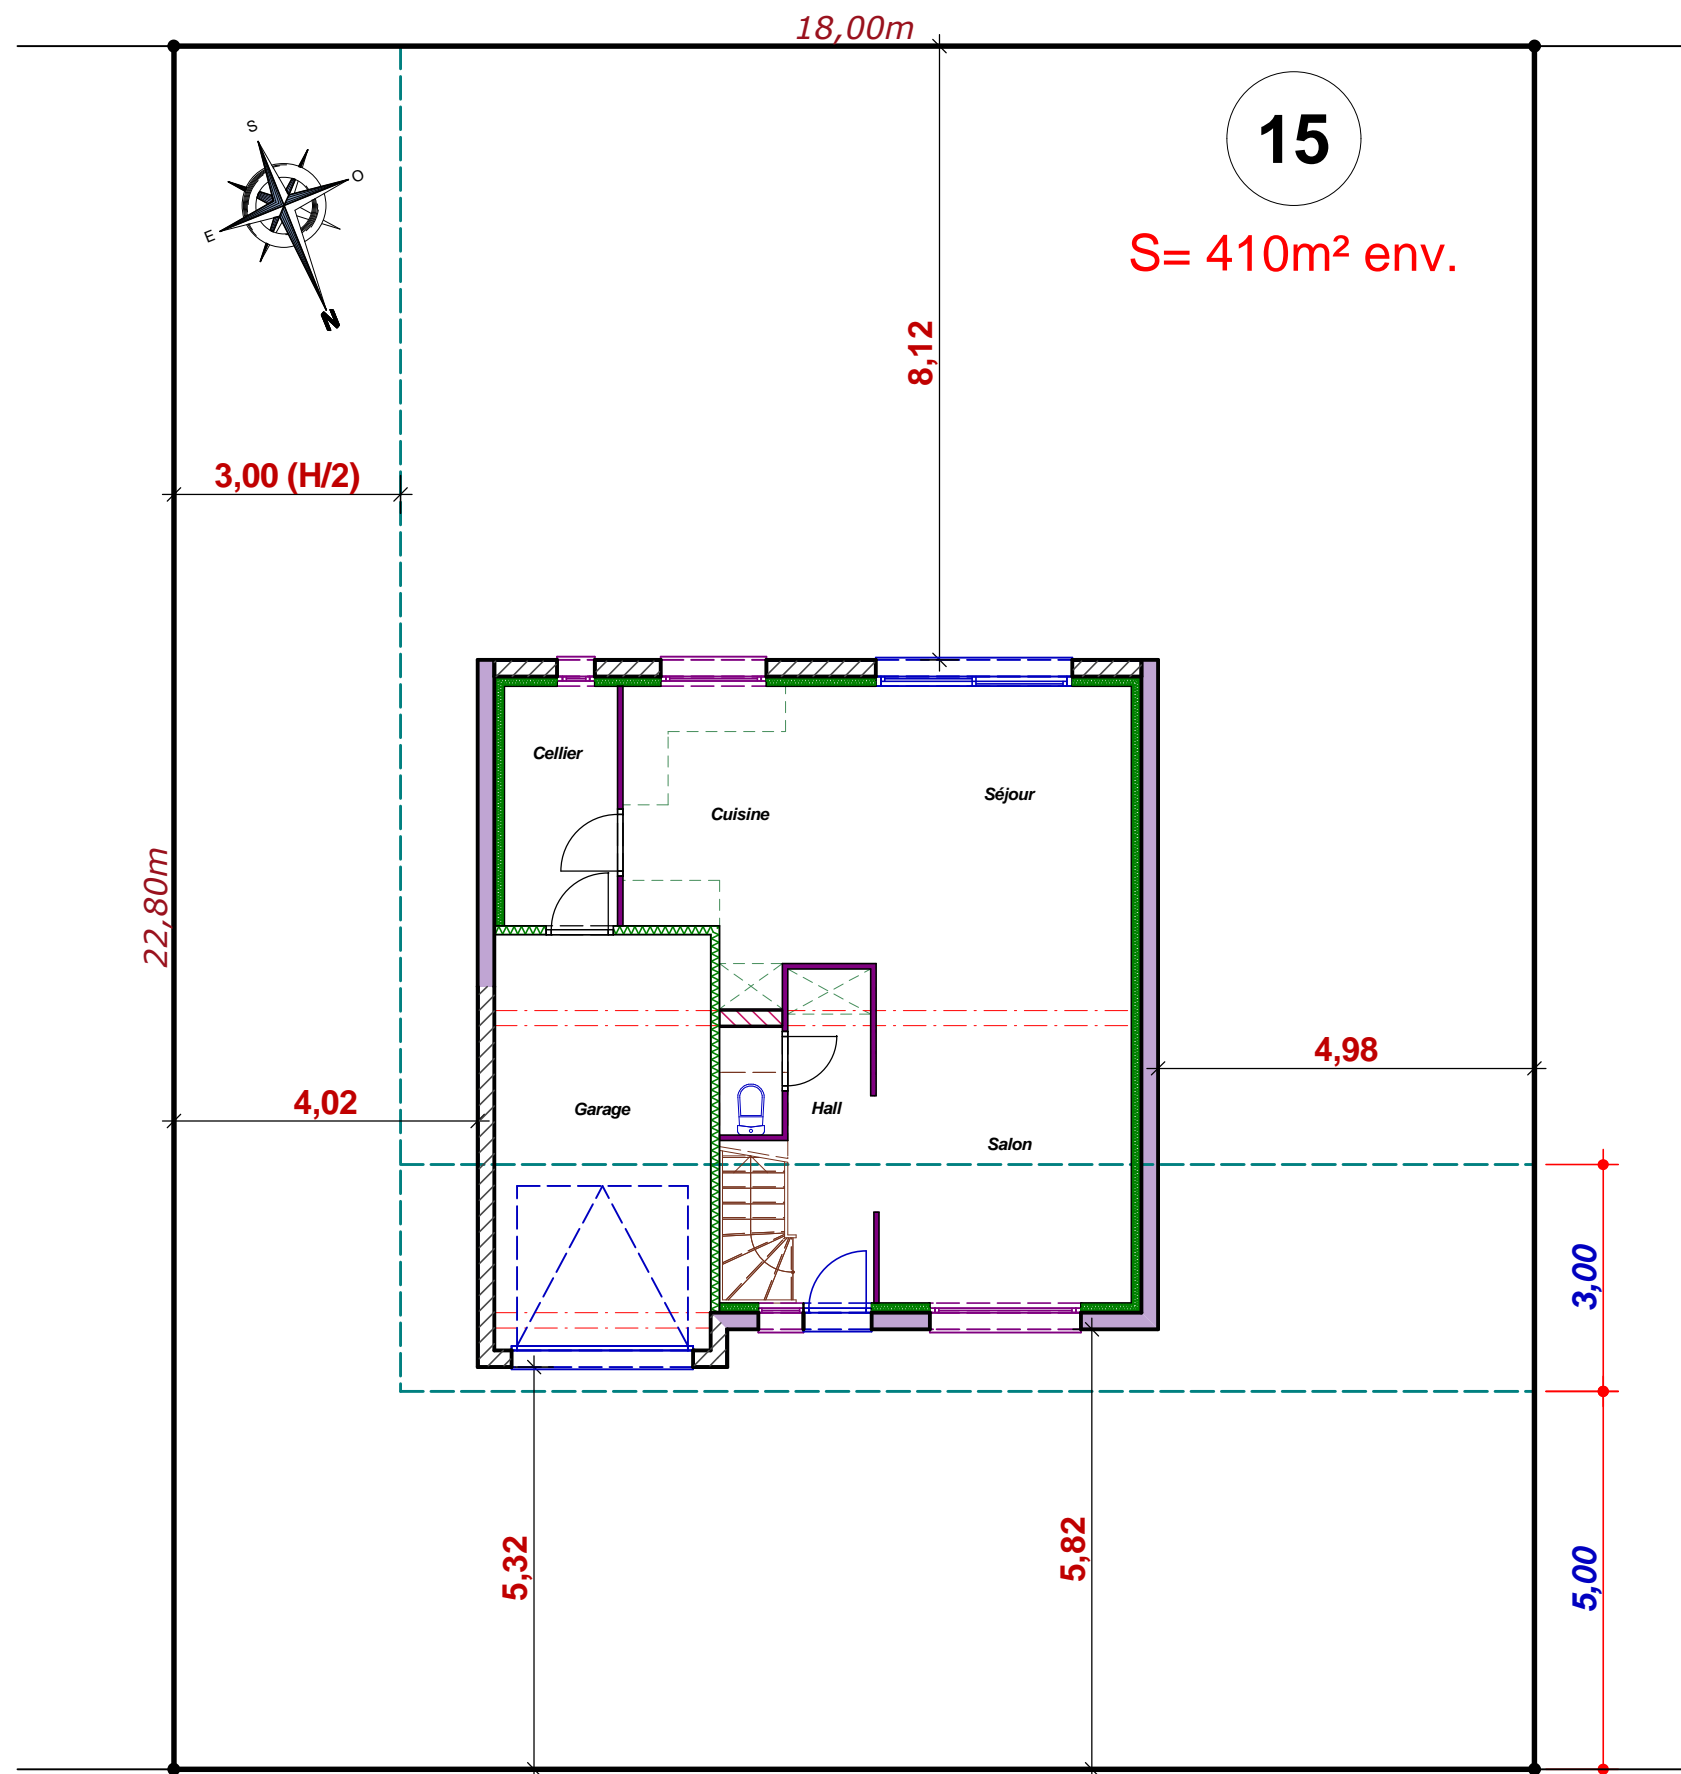 18,00m
15
S= 410m² env.
S
O
E
N
8,12
3,00 (H/2)
22,80m
Cellier
Cuisine
Séjour
4,98
4,02
Garage
Hall
Salon
3,00
5,32
5,82
5,00